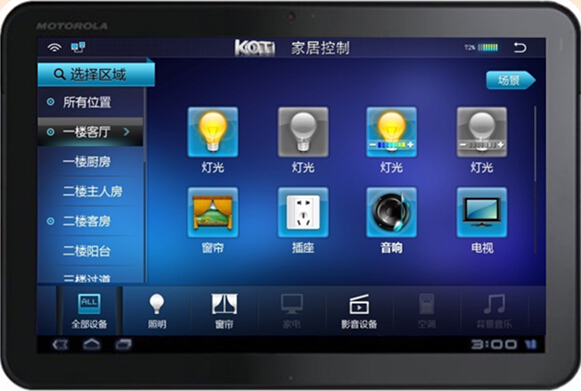 MOTOROLA
KOTI 家居控制
72%
选择区域
场景
所有位置
一楼客厅
一楼厨房
二楼主人房
二楼客房
二楼阳台
三楼过道
灯光 灯光 灯光 灯光
窗帘 插座 音响 电视
ALL
全部设备 照明 窗帘 家电 影音设备 空调 背景音乐
3:00